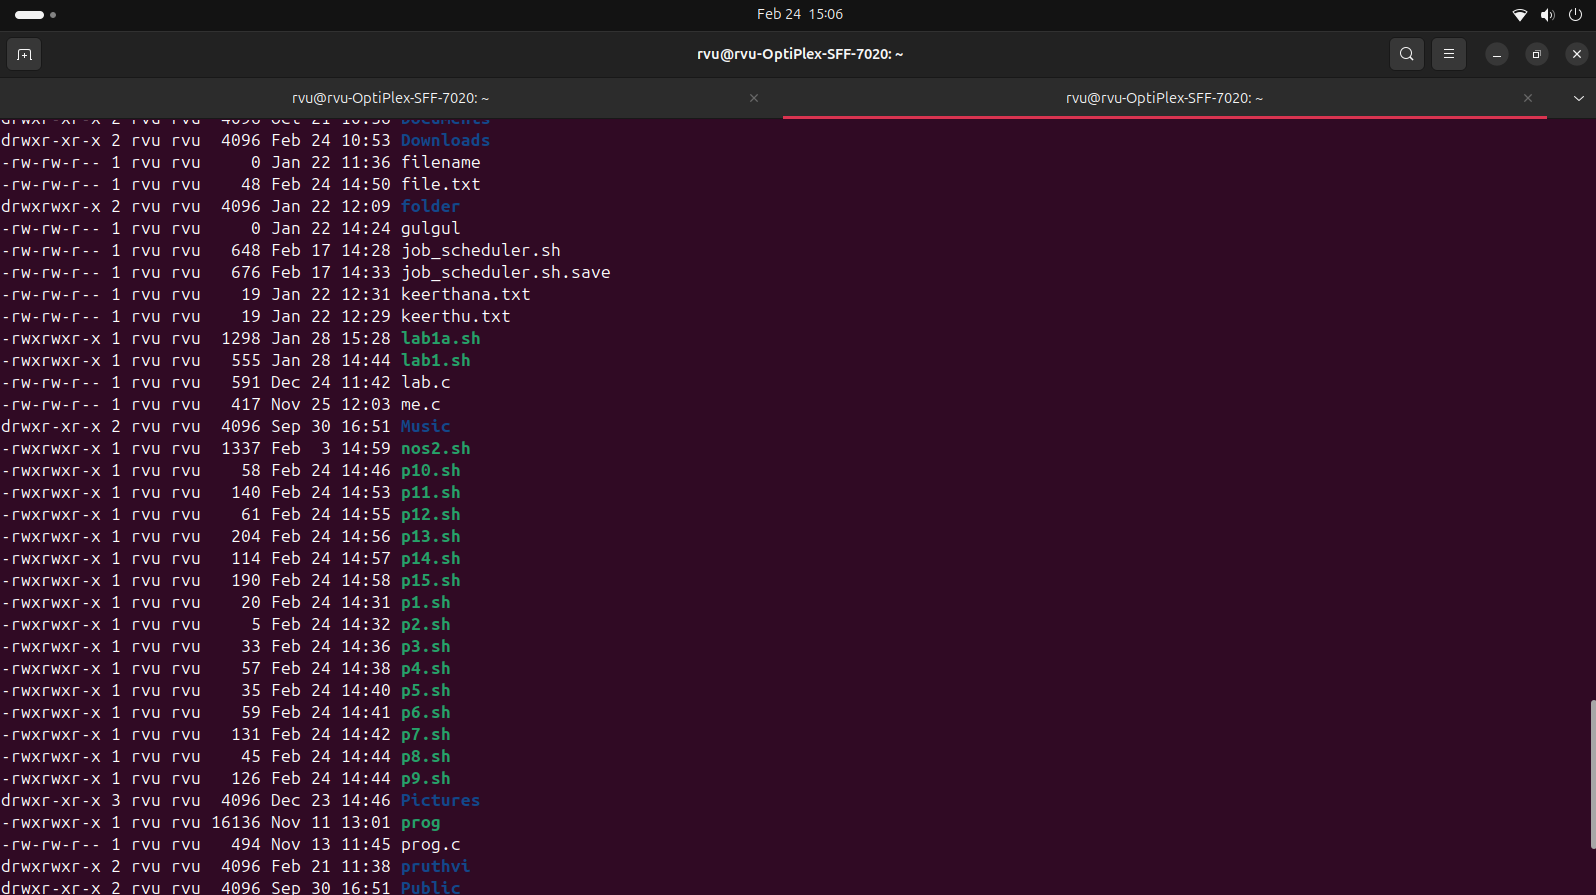 Feb 24 15:06
rvu@rvu-OptiPlex-SFF-7020: ~
rvu@rvu-OptiPlex-SFF-7020: ~
rvu@rvu-OptiPlex-SFF-7020: ~
drwxr-xr-x 2 rvu rvu  4096 Oct 21 10:36 Documents
drwxr-xr-x 2 rvu rvu  4096 Feb 24 10:53 Downloads
-rw-rw-r-- 1 rvu rvu     0 Jan 22 11:36 filename
-rw-rw-r-- 1 rvu rvu    48 Feb 24 14:50 file.txt
drwxrwxr-x 2 rvu rvu  4096 Jan 22 12:09 folder
-rw-rw-r-- 1 rvu rvu     0 Jan 22 14:24 gulgul
-rw-rw-r-- 1 rvu rvu   648 Feb 17 14:28 job_scheduler.sh
-rw-rw-r-- 1 rvu rvu   676 Feb 17 14:33 job_scheduler.sh.save
-rw-rw-r-- 1 rvu rvu    19 Jan 22 12:31 keerthana.txt
-rw-rw-r-- 1 rvu rvu    19 Jan 22 12:29 keerthu.txt
-rwxrwxr-x 1 rvu rvu  1298 Jan 28 15:28 lab1a.sh
-rwxrwxr-x 1 rvu rvu   555 Jan 28 14:44 lab1.sh
-rw-rw-r-- 1 rvu rvu   591 Dec 24 11:42 lab.c
-rw-rw-r-- 1 rvu rvu   417 Nov 25 12:03 me.c
drwxr-xr-x 2 rvu rvu  4096 Sep 30 16:51 Music
-rwxrwxr-x 1 rvu rvu  1337 Feb  3 14:59 nos2.sh
-rwxrwxr-x 1 rvu rvu    58 Feb 24 14:46 p10.sh
-rwxrwxr-x 1 rvu rvu   140 Feb 24 14:53 p11.sh
-rwxrwxr-x 1 rvu rvu    61 Feb 24 14:55 p12.sh
-rwxrwxr-x 1 rvu rvu   204 Feb 24 14:56 p13.sh
-rwxrwxr-x 1 rvu rvu   114 Feb 24 14:57 p14.sh
-rwxrwxr-x 1 rvu rvu   190 Feb 24 14:58 p15.sh
-rwxrwxr-x 1 rvu rvu    20 Feb 24 14:31 p1.sh
-rwxrwxr-x 1 rvu rvu     5 Feb 24 14:32 p2.sh
-rwxrwxr-x 1 rvu rvu    33 Feb 24 14:36 p3.sh
-rwxrwxr-x 1 rvu rvu    57 Feb 24 14:38 p4.sh
-rwxrwxr-x 1 rvu rvu    35 Feb 24 14:40 p5.sh
-rwxrwxr-x 1 rvu rvu    59 Feb 24 14:41 p6.sh
-rwxrwxr-x 1 rvu rvu   131 Feb 24 14:42 p7.sh
-rwxrwxr-x 1 rvu rvu    45 Feb 24 14:44 p8.sh
-rwxrwxr-x 1 rvu rvu   126 Feb 24 14:44 p9.sh
drwxr-xr-x 3 rvu rvu  4096 Dec 23 14:46 Pictures
-rwxrwxr-x 1 rvu rvu 16136 Nov 11 13:01 prog
-rw-rw-r-- 1 rvu rvu   494 Nov 13 11:45 prog.c
drwxrwxr-x 2 rvu rvu  4096 Feb 21 11:38 pruthvi
drwxr-xr-x 2 rvu rvu  4096 Sep 30 16:51 Public